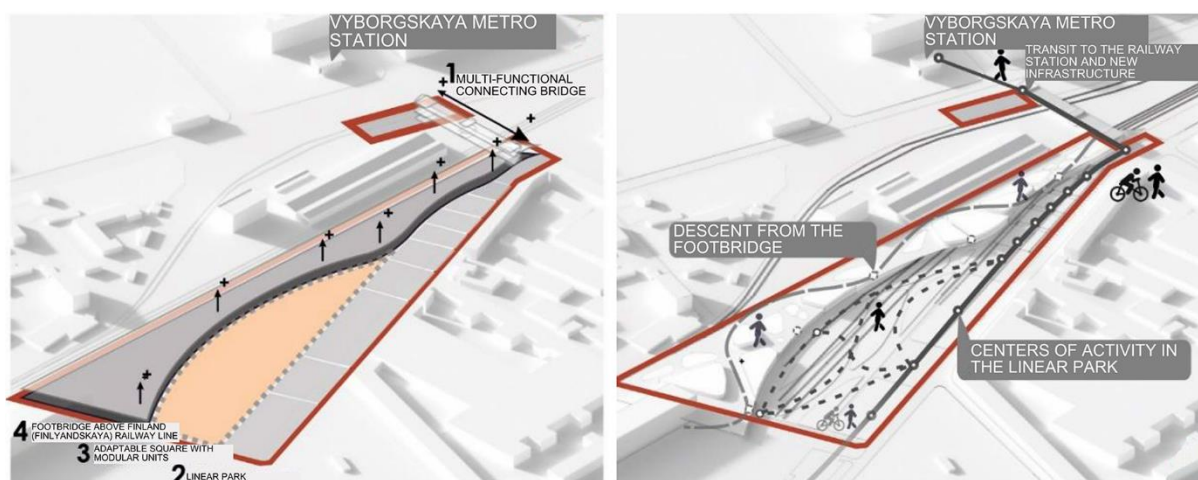 VYBORGSKAYA METRO
STATION
1 MULTI-FUNCTIONAL
CONNECTING BRIDGE
4 FOOTBRIDGE ABOVE FINLAND
(FINLYANDSKAYA) RAILWAY LINE
3 ADAPTABLE SQUARE WITH
MODULAR UNITS
2 LINEAR PARK
VYBORGSKAYA METRO
STATION
TRANSIT TO THE RAILWAY
STATION AND NEW
INFRASTRUCTURE
DESCENT FROM THE
FOOTBRIDGE
CENTERS OF ACTIVITY IN
THE LINEAR PARK